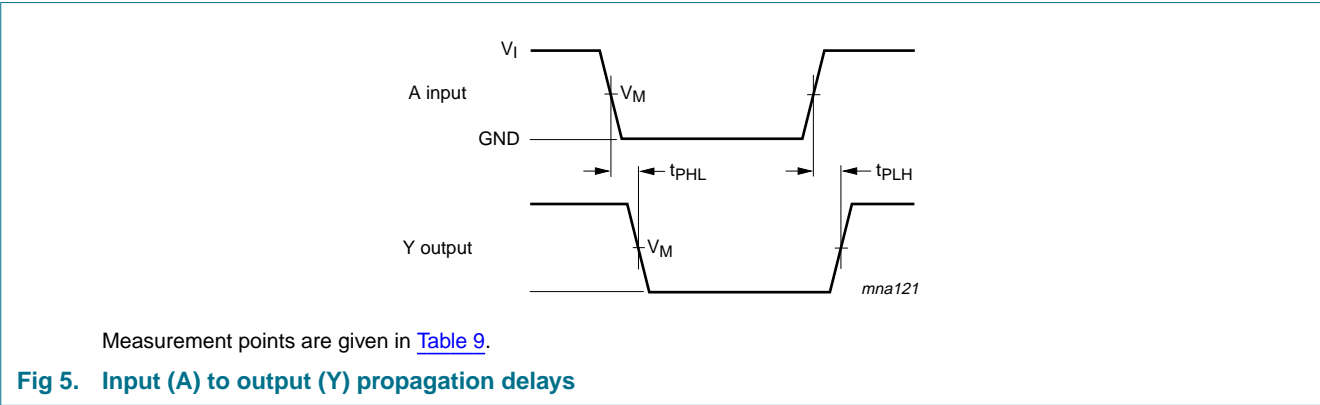 VI
A input
VM
GND
tPHL
tPLH
Y output
VM
mna121
Measurement points are given in Table 9.
Fig 5. Input (A) to output (Y) propagation delays